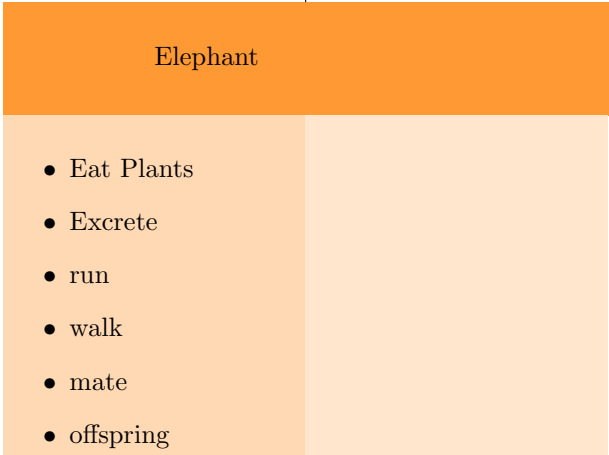 Elephant
• Eat Plants
• Excrete
• run
• walk
• mate
• offspring